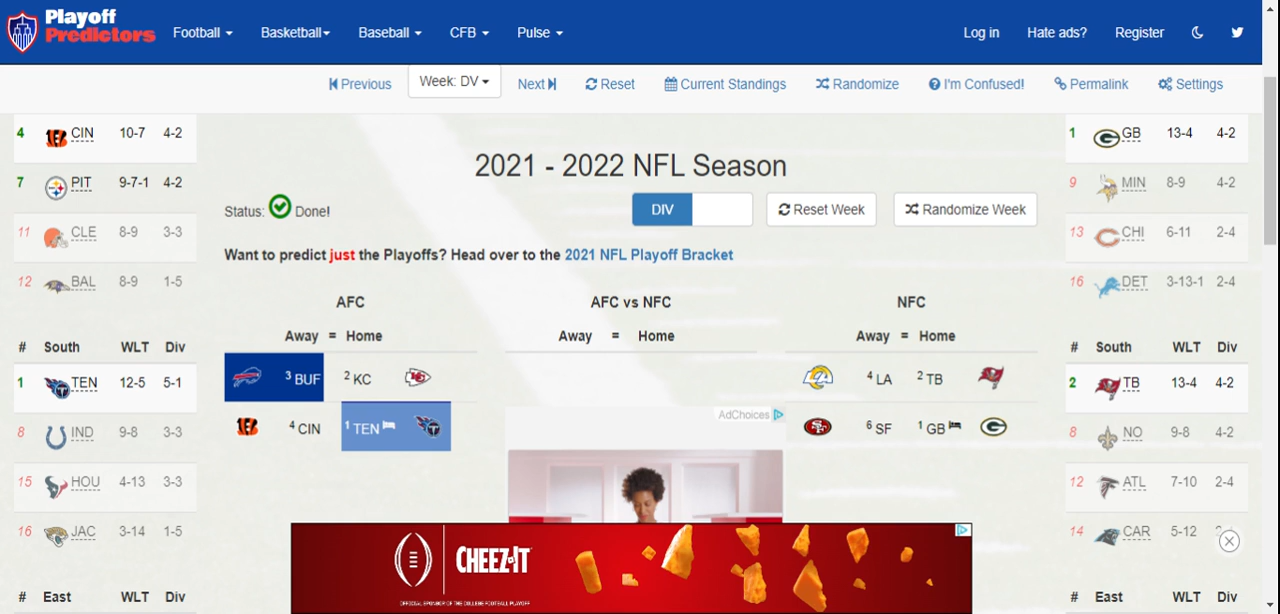 Playoff
Predictors
Football Basketball Baseball CFB Pulse Log in Hate ads? Register
Previous Week: DV Next Reset Current Standings Randomize I'm Confused! Permalink Settings
4 CIN 10-7 4-2
7 PIT 9-7-1 4-2
11 CLE 8-9 3-3
12 BAL 8-9 1-5
# South WLT Div
1 TEN 12-5 5-1
8 IND 9-8 3-3
15 HOU 4-13 3-3
16 JAC 3-14 1-5
# East WLT Div
2021 - 2022 NFL Season
Status: Done! DIV Reset Week Randomize Week
Want to predict just the Playoffs? Head over to the 2021 NFL Playoff Bracket
AFC AFC vs NFC NFC
Away = Home Away = Home Away = Home
3 BUF 2 KC 4 LA 2 TB
4 CIN 1 TEN 6 SF 1 GB
AdChoices
CHEEZ-IT
OFFICIAL SPONSOR OF THE COLLEGE FOOTBALL PLAYOFF
1 GB 13-4 4-2
9 MIN 8-9 4-2
13 CHI 6-11 2-4
16 DET 3-13-1 2-4
# South WLT Div
2 TB 13-4 4-2
8 NO 9-8 4-2
12 ATL 7-10 2-4
14 CAR 5-12
# East WLT Div